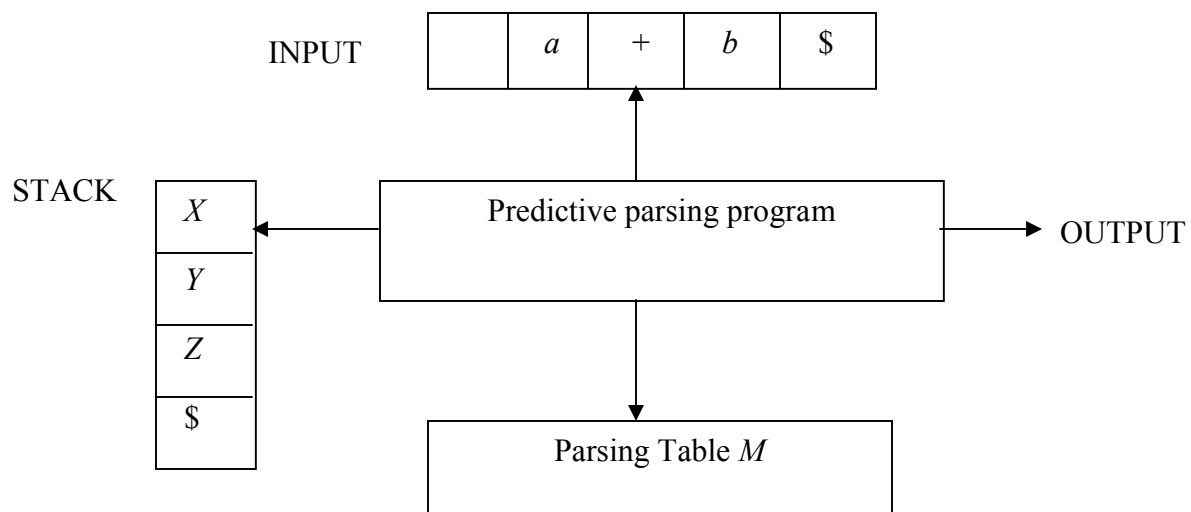 INPUT
a + b $
STACK
X
Y
Z
$
Predictive parsing program
OUTPUT
Parsing Table M